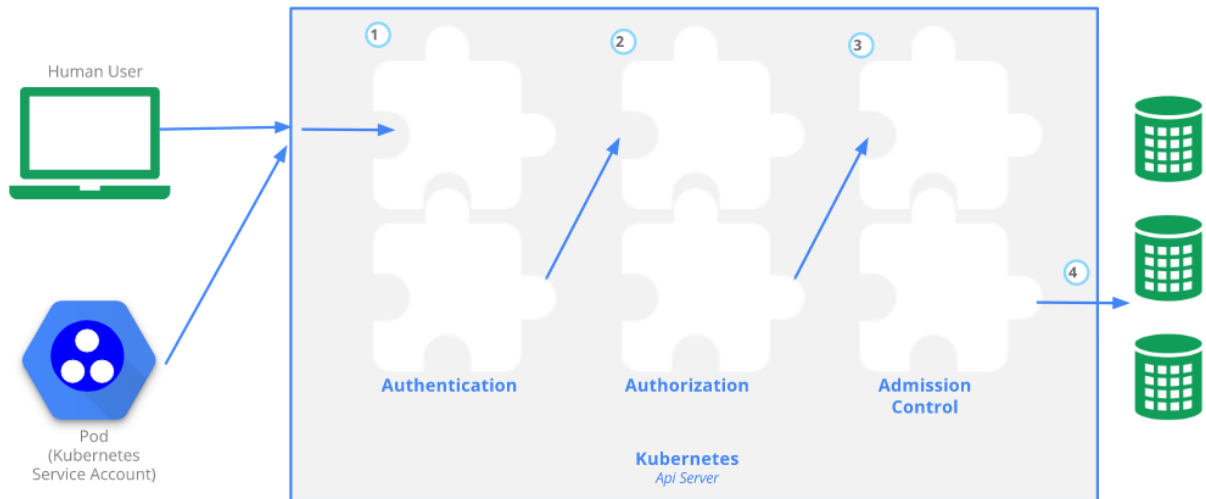 Human User
1
2
3
4
Pod
(Kubernetes
Service Account)
Authentication
Authorization
Admission
Control
Kubernetes
Api Server